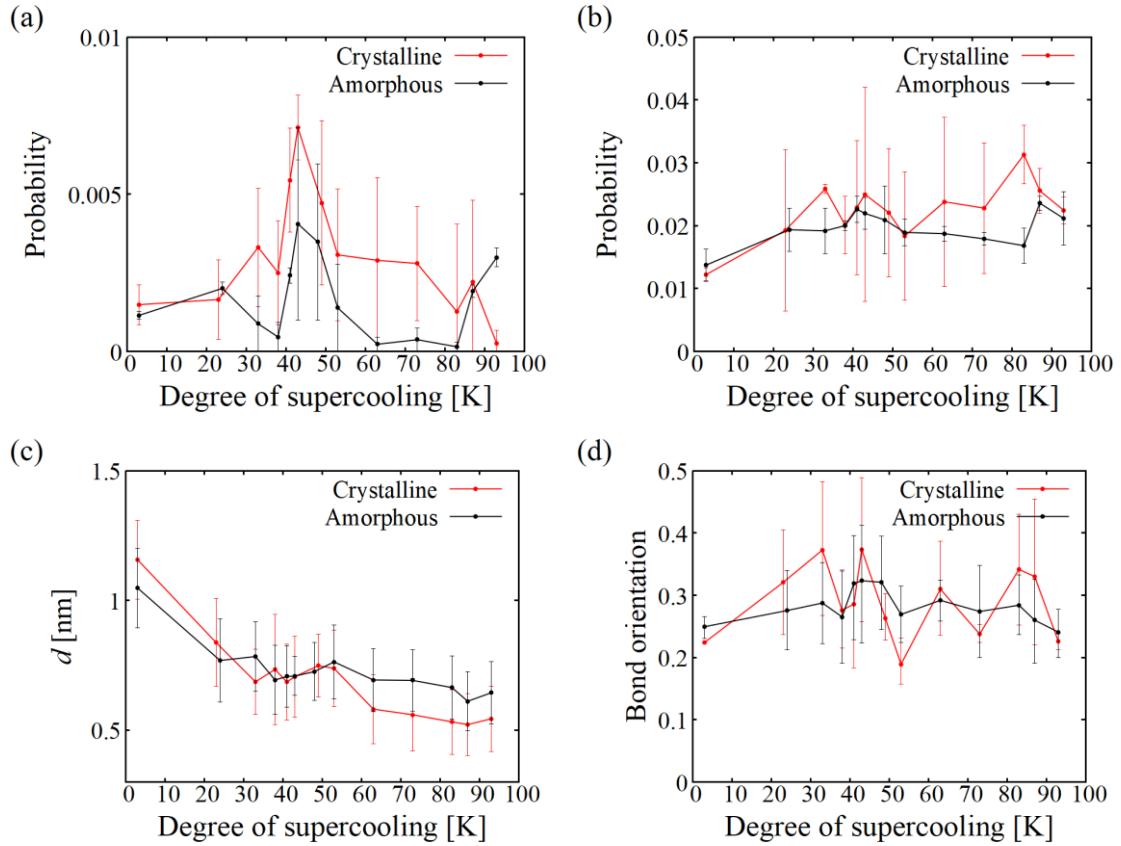 (a)
0.01
0.005
0
Probability
Crystalline
Amorphous
0 10 20 30 40 50 60 70 80 90 100
Degree of supercooling [K]
(b)
0.05
0.04
0.03
0.02
0.01
0
Probability
Crystalline
Amorphous
0 10 20 30 40 50 60 70 80 90 100
Degree of supercooling [K]
(c)
1.5
1
0.5
d [nm]
Crystalline
Amorphous
0 10 20 30 40 50 60 70 80 90 100
Degree of supercooling [K]
(d)
0.5
0.4
0.3
0.2
0.1
0
Bond orientation
Crystalline
Amorphous
0 10 20 30 40 50 60 70 80 90 100
Degree of supercooling [K]